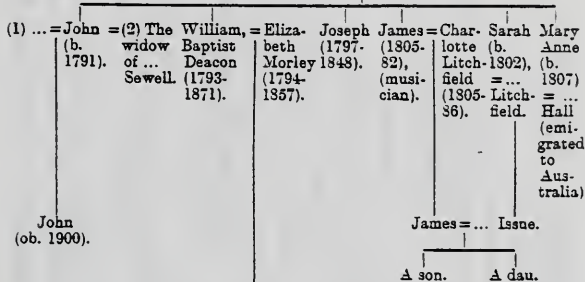 (1) ... = John = (2) The William, = Eliza- Joseph James = Char- Sarah Mary
(b. widow Baptist beth (1797- (1805- lotte (b. Anne
1791). of ... Deacon Morley 1848). 82), Litch- 1802), (b.
Sewell. (1793- (1794- (musi- field = ... 1807)
1871). 1857). cian). (1805- Litch- = ...
86). field. Hall
(emi-
grated
to
Aus-
tralia)
John James = ... Issue.
(ob. 1900).
A son. A dau.